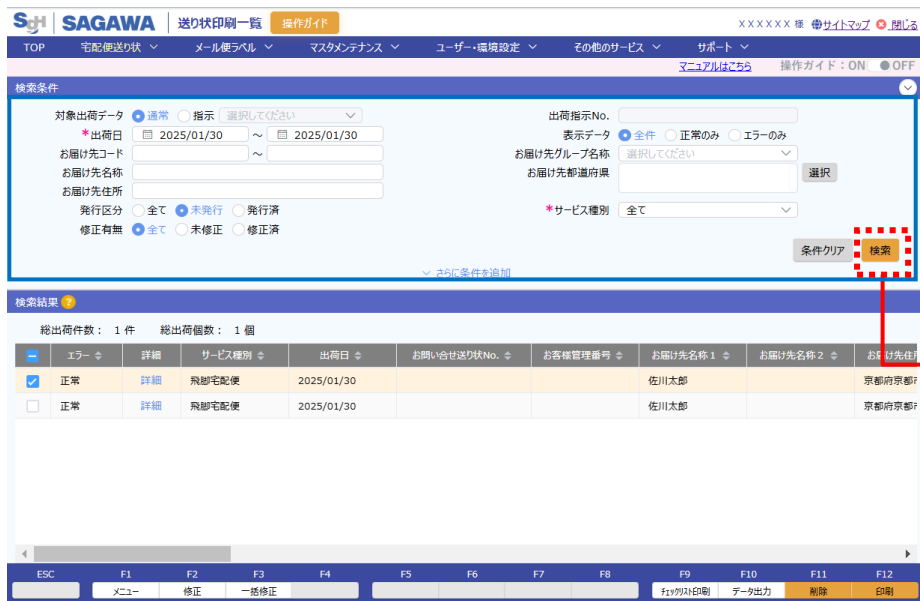 SGH SAGAWA 送り状印刷一覧 操作ガイド XXXXXX 様 サイトマップ 閉じる
TOP 宅配便送り状 メール便ラベル マスタメンテナンス ユーザー・環境設定 その他のサービス サポート
マニュアルはこちら 操作ガイド：ON OFF
検索条件
対象出荷データ 通常 指示 選択してください 出荷指示No.
*出荷日 2025/01/30 ～ 2025/01/30 表示データ 全件 正常のみ エラーのみ
お届け先コード ～ お届け先グループ名称 選択してください
お届け先名称 お届け先都道府県 選択
お届け先住所
発行区分 全て 未発行 発行済 *サービス種別 全て
修正有無 全て 未修正 修正済
条件クリア 検索
さらに条件を追加
検索結果 ?
総出荷件数： 1 件 総出荷個数： 1 個
エラー 詳細 サービス種別 出荷日 お問い合せ送り状No. お客様管理番号 お届け先名称1 お届け先名称2 お届け先住所
正常 詳細 飛脚宅配便 2025/01/30 佐川太郎 京都府京都市
正常 詳細 飛脚宅配便 2025/01/30 佐川太郎 京都府京都市
ESC F1 F2 F3 F4 F5 F6 F7 F8 F9 F10 F11 F12
メニュー 修正 一括修正 チェックリスト印刷 データ出力 削除 印刷